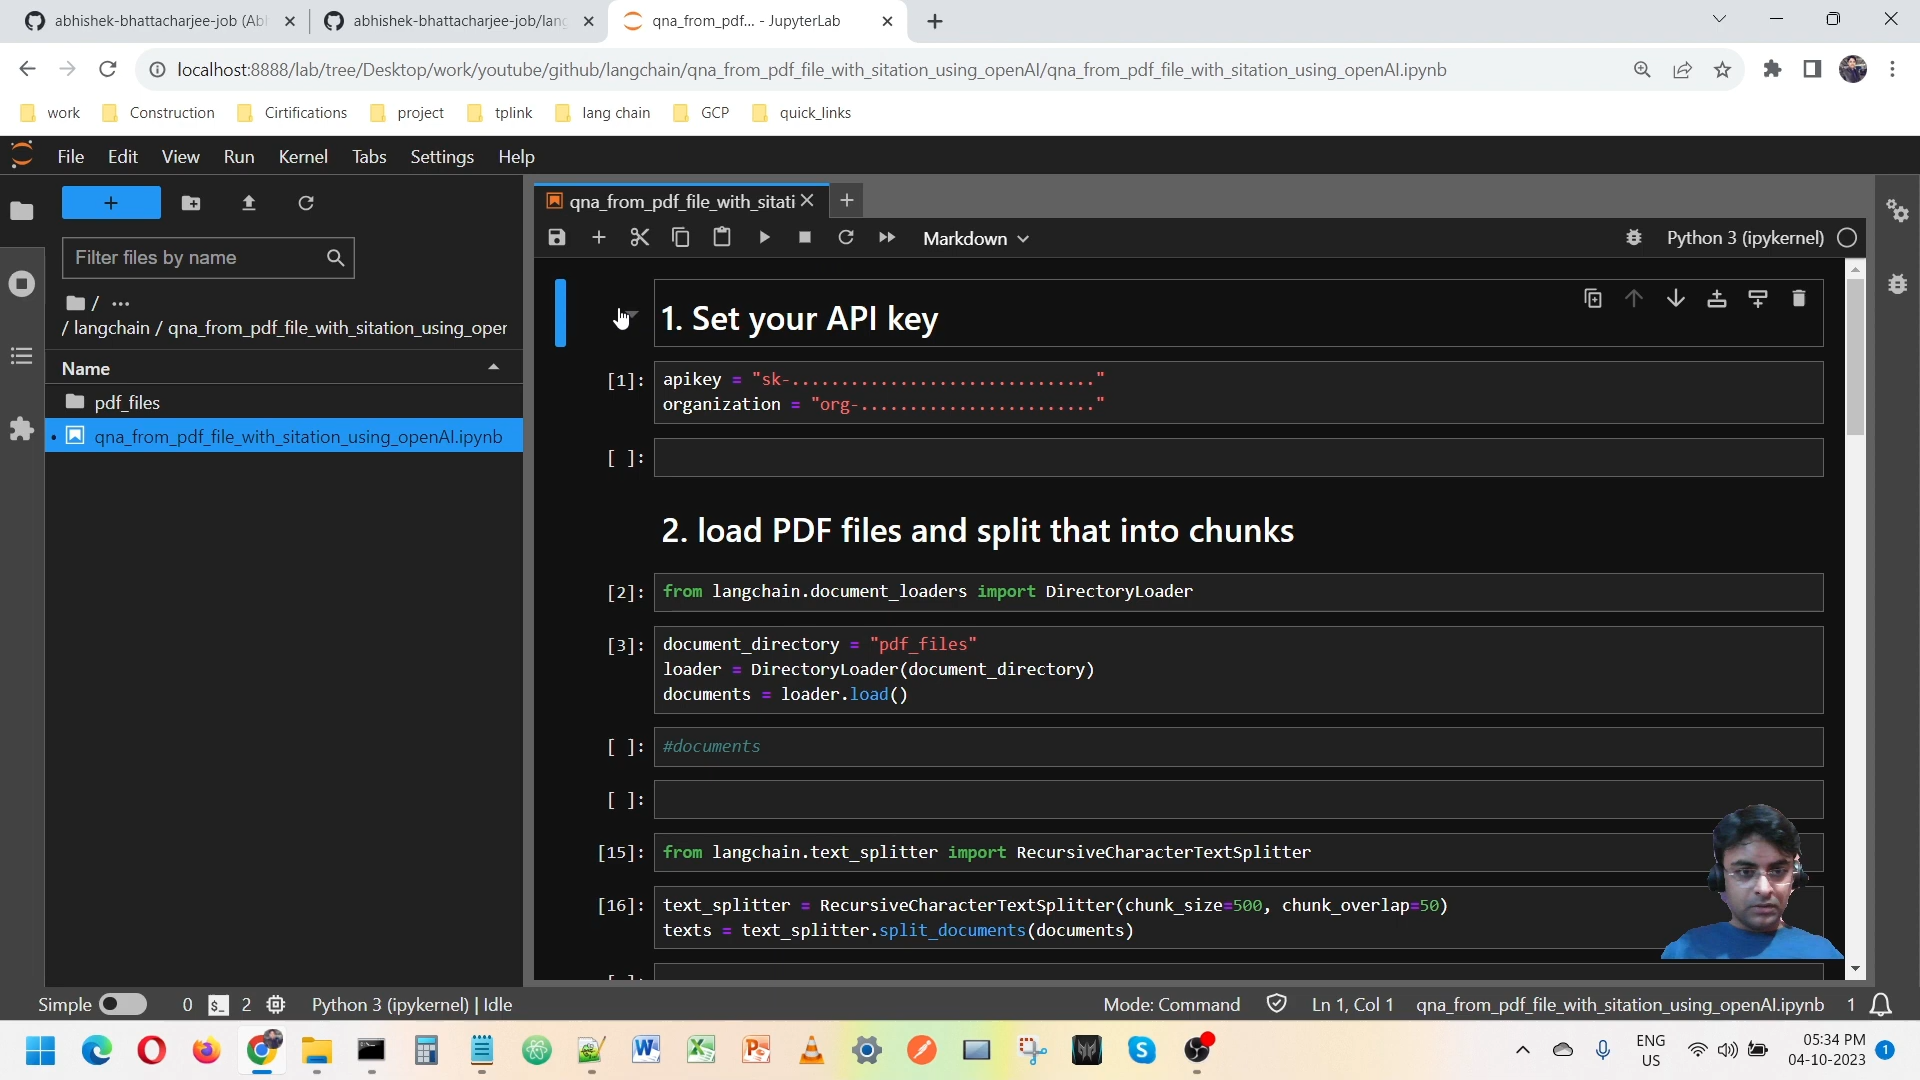 abhishek-bhattacharjee-job (Ab
abhishek-bhattacharjee-job/lang
qna_from_pdf... - JupyterLab
localhost:8888/lab/tree/Desktop/work/youtube/github/langchain/qna_from_pdf_file_with_sitation_using_openAI/qna_from_pdf_file_with_sitation_using_openAI.ipynb
work
Construction
Cirtifications
project
tplink
lang chain
GCP
quick_links
File
Edit
View
Run
Kernel
Tabs
Settings
Help
qna_from_pdf_file_with_sitati
Filter files by name
Markdown
Python 3 (ipykernel)
/ ···
/ langchain / qna_from_pdf_file_with_sitation_using_oper
Name
pdf_files
qna_from_pdf_file_with_sitation_using_openAI.ipynb
1. Set your API key
[1]: apikey = "sk-..............................."
organization = "org-........................"
[ ]:
2. load PDF files and split that into chunks
[2]: from langchain.document_loaders import DirectoryLoader
[3]: document_directory = "pdf_files"
loader = DirectoryLoader(document_directory)
documents = loader.load()
[ ]: #documents
[ ]:
[15]: from langchain.text_splitter import RecursiveCharacterTextSplitter
[16]: text_splitter = RecursiveCharacterTextSplitter(chunk_size=500, chunk_overlap=50)
texts = text_splitter.split_documents(documents)
Simple
0
2
Python 3 (ipykernel) | Idle
Mode: Command
Ln 1, Col 1
qna_from_pdf_file_with_sitation_using_openAI.ipynb
1
ENG
US
05:34 PM
04-10-2023
1